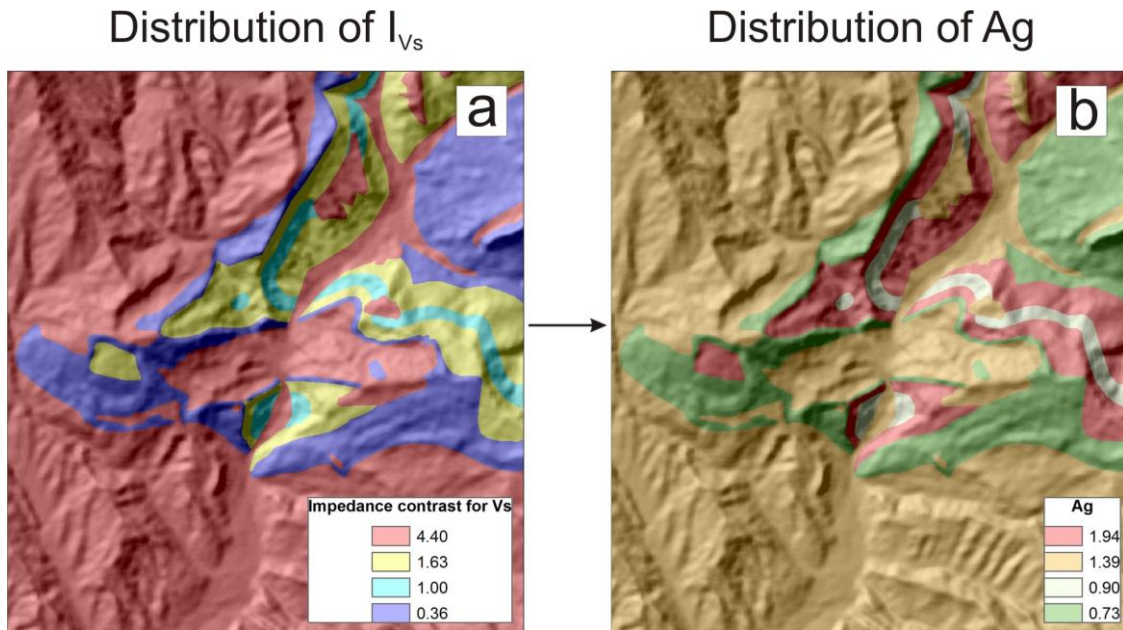 Distribution of I_Vs
Distribution of Ag
a
b
Impedance contrast for Vs
4.40
1.63
1.00
0.36
Ag
1.94
1.39
0.90
0.73